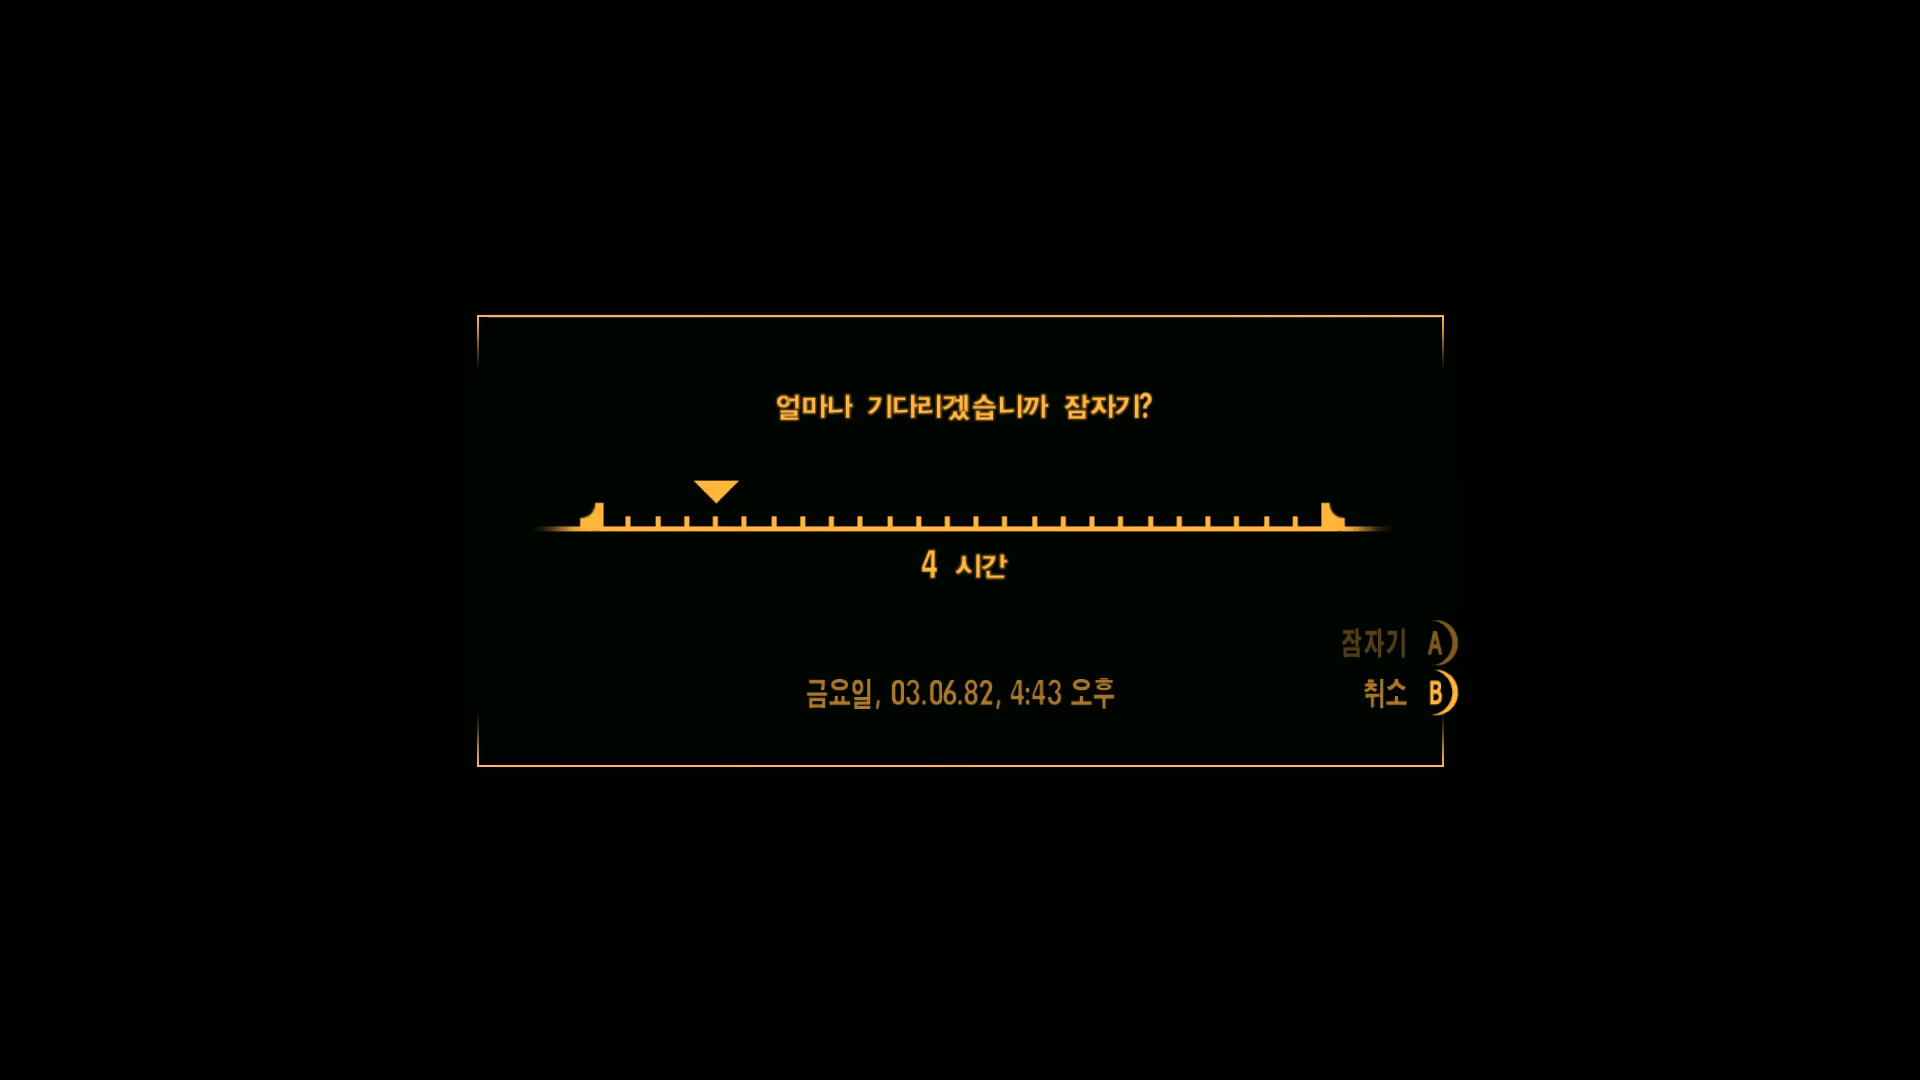 얼마나 기다리겠습니까 잠자기?
4 시간
잠자기 A)
금요일, 03.06.82, 4:43 오후
취소 B)